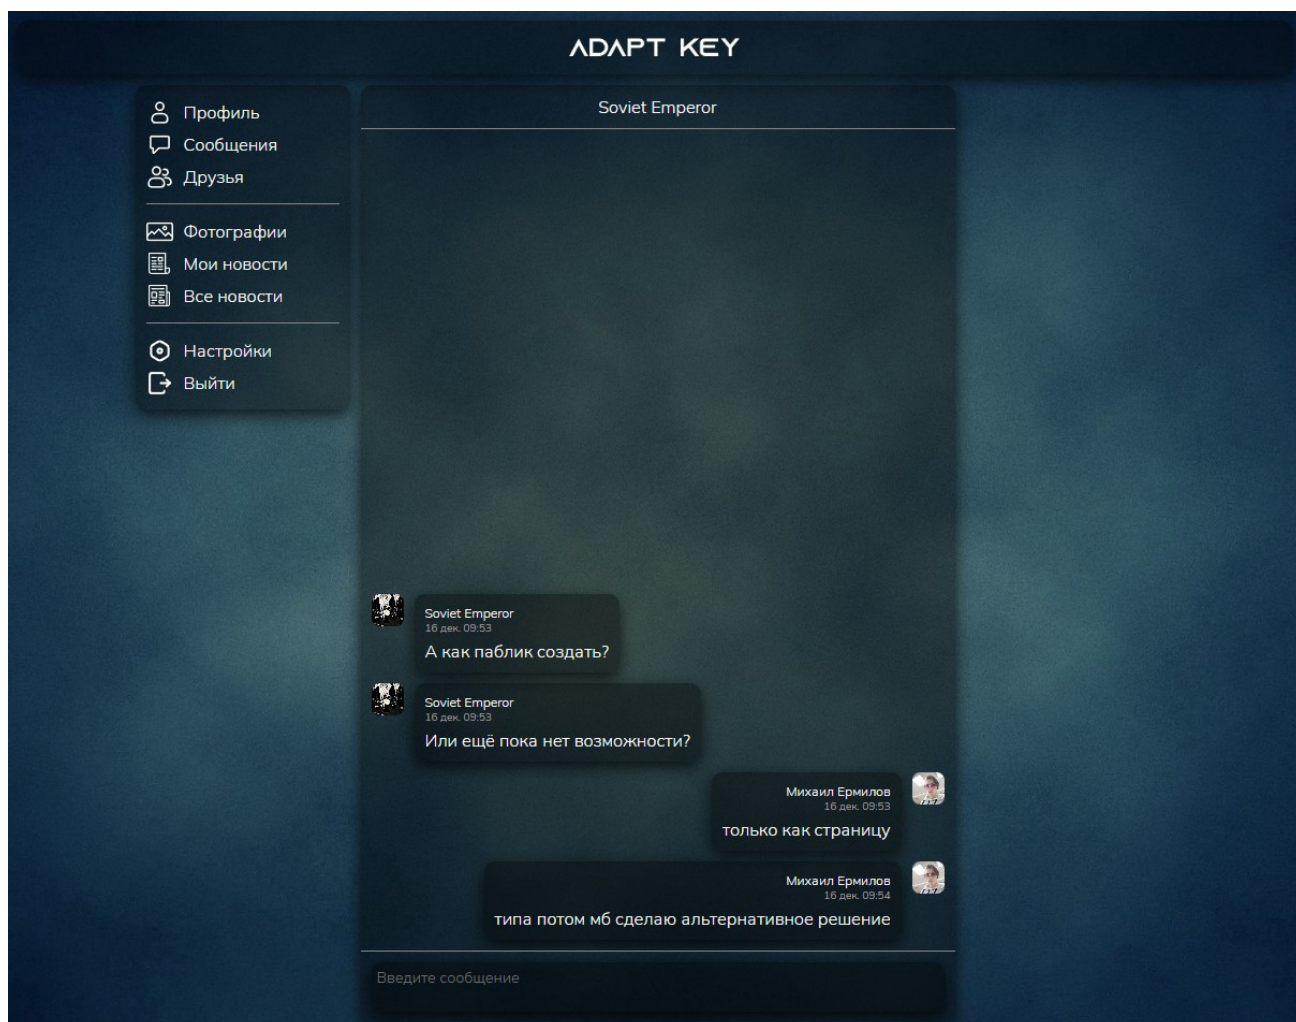 ADAPT KEY
Профиль
Сообщения
Друзья
Фотографии
Мои новости
Все новости
Настройки
Выйти
Soviet Emperor
Soviet Emperor
16 дек. 09:53
А как паблик создать?
Soviet Emperor
16 дек. 09:53
Или ещё пока нет возможности?
Михаил Ермилов
16 дек. 09:53
только как страницу
Михаил Ермилов
16 дек. 09:54
типа потом мб сделаю альтернативное решение
Введите сообщение